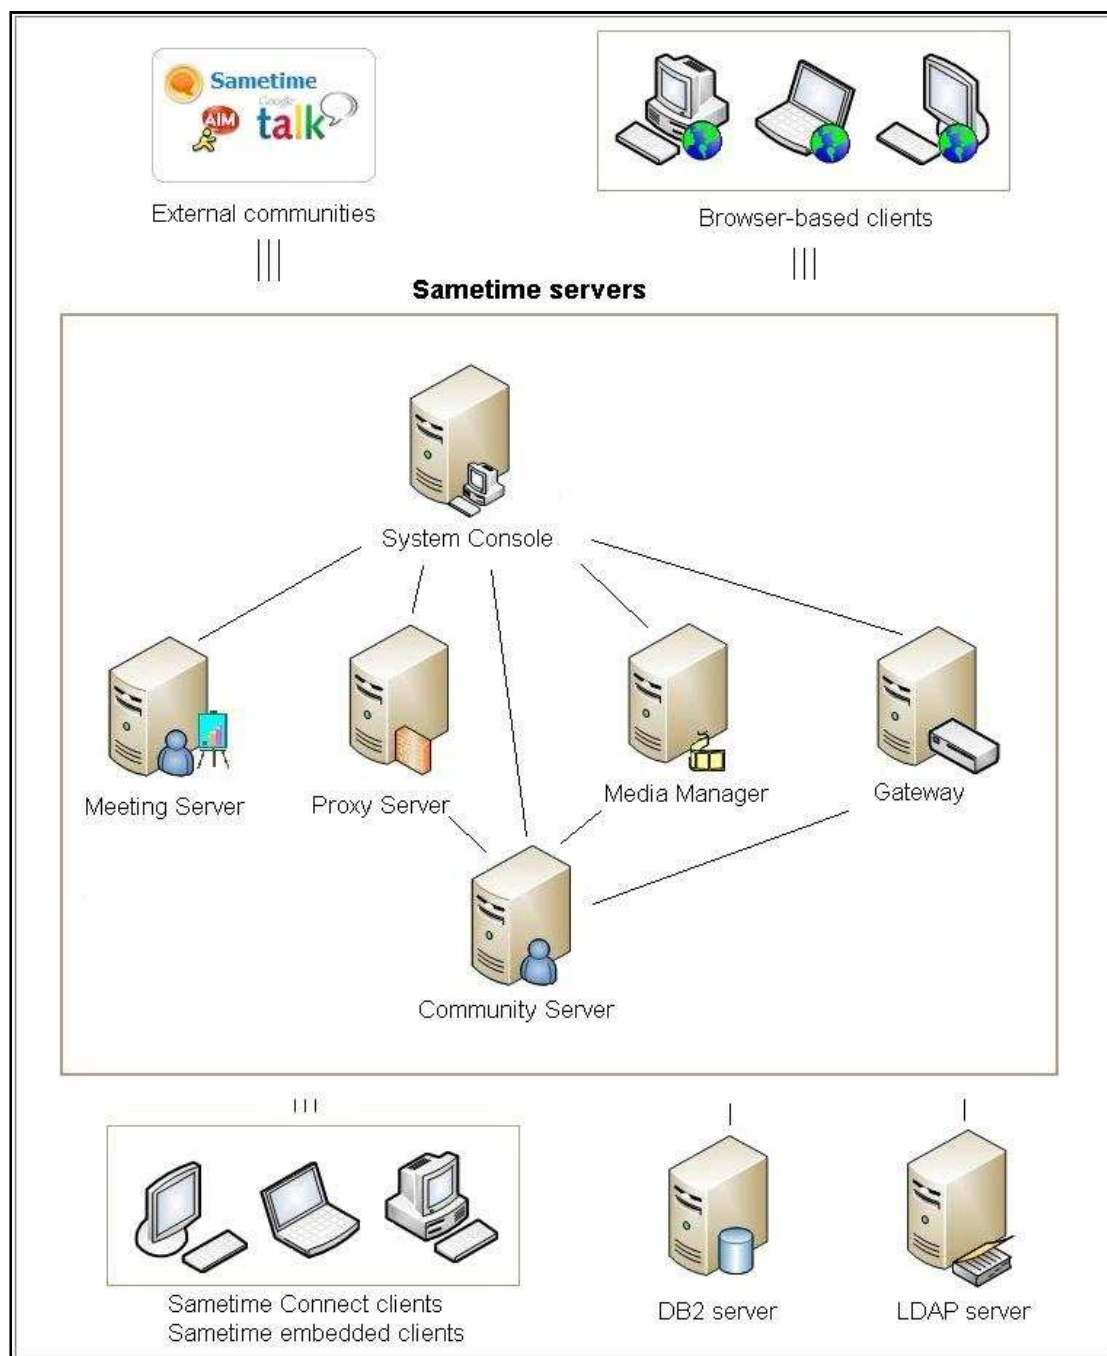 Sametime
AIM
Google
talk
External communities
Browser-based clients
Sametime servers
System Console
Meeting Server
Proxy Server
Media Manager
Gateway
Community Server
Sametime Connect clients
Sametime embedded clients
DB2 server
LDAP server